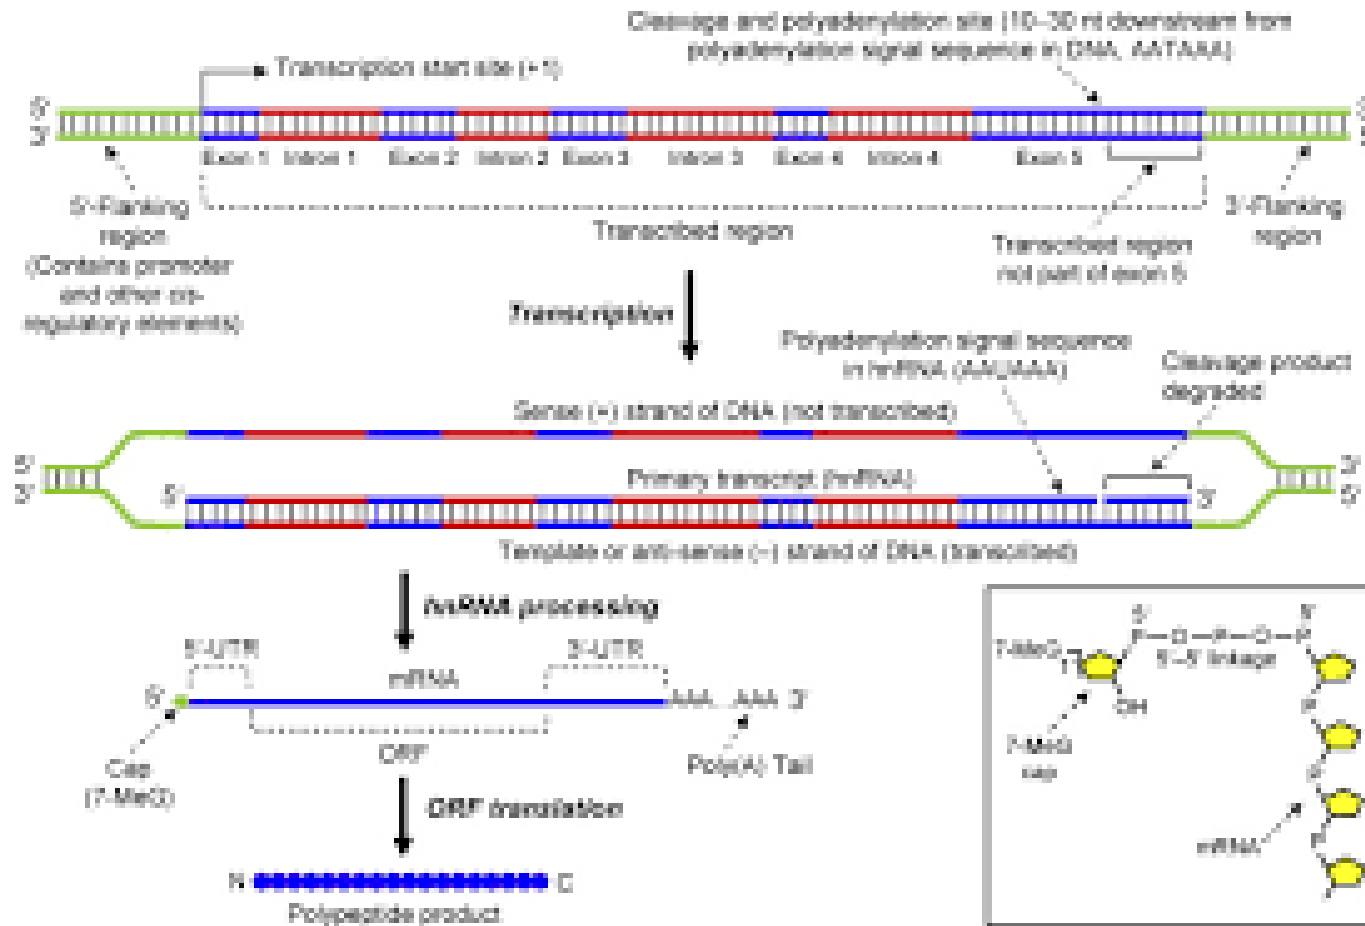 Cleavage and polyadenylation site (10–30 nt downstream from
polyadenylation signal sequence in DNA, AATAAA)
Transcription start site (+1)
5' 3'
3' 5'
Exon 1 Intron 1 Exon 2 Intron 2 Exon 3 Intron 3 Exon 4 Intron 4 Exon 5
5'-Flanking
region
(Contains promoter
and other cis-
regulatory elements)
Transcribed region
Transcribed region
not part of exon 5
3'-Flanking
region
Transcription
Polyadenylation signal sequence
in hnRNA (AAUAAA)
Cleavage product
degraded
Sense (+) strand of DNA (not transcribed)
5' 3'
3' 5'
Primary transcript (hnRNA)
5' 3'
Template or anti-sense (–) strand of DNA (transcribed)
hnRNA processing
5'-UTR 3'-UTR
mRNA
5' AAA...AAA 3'
ORF
Cap
(7-MeG)
Poly(A) Tail
ORF translation
N C
Polypeptide product
5'
7-MeG P—O—P—O—P
5'–5' linkage
OH
P
7-MeG
cap
P
mRNA
P